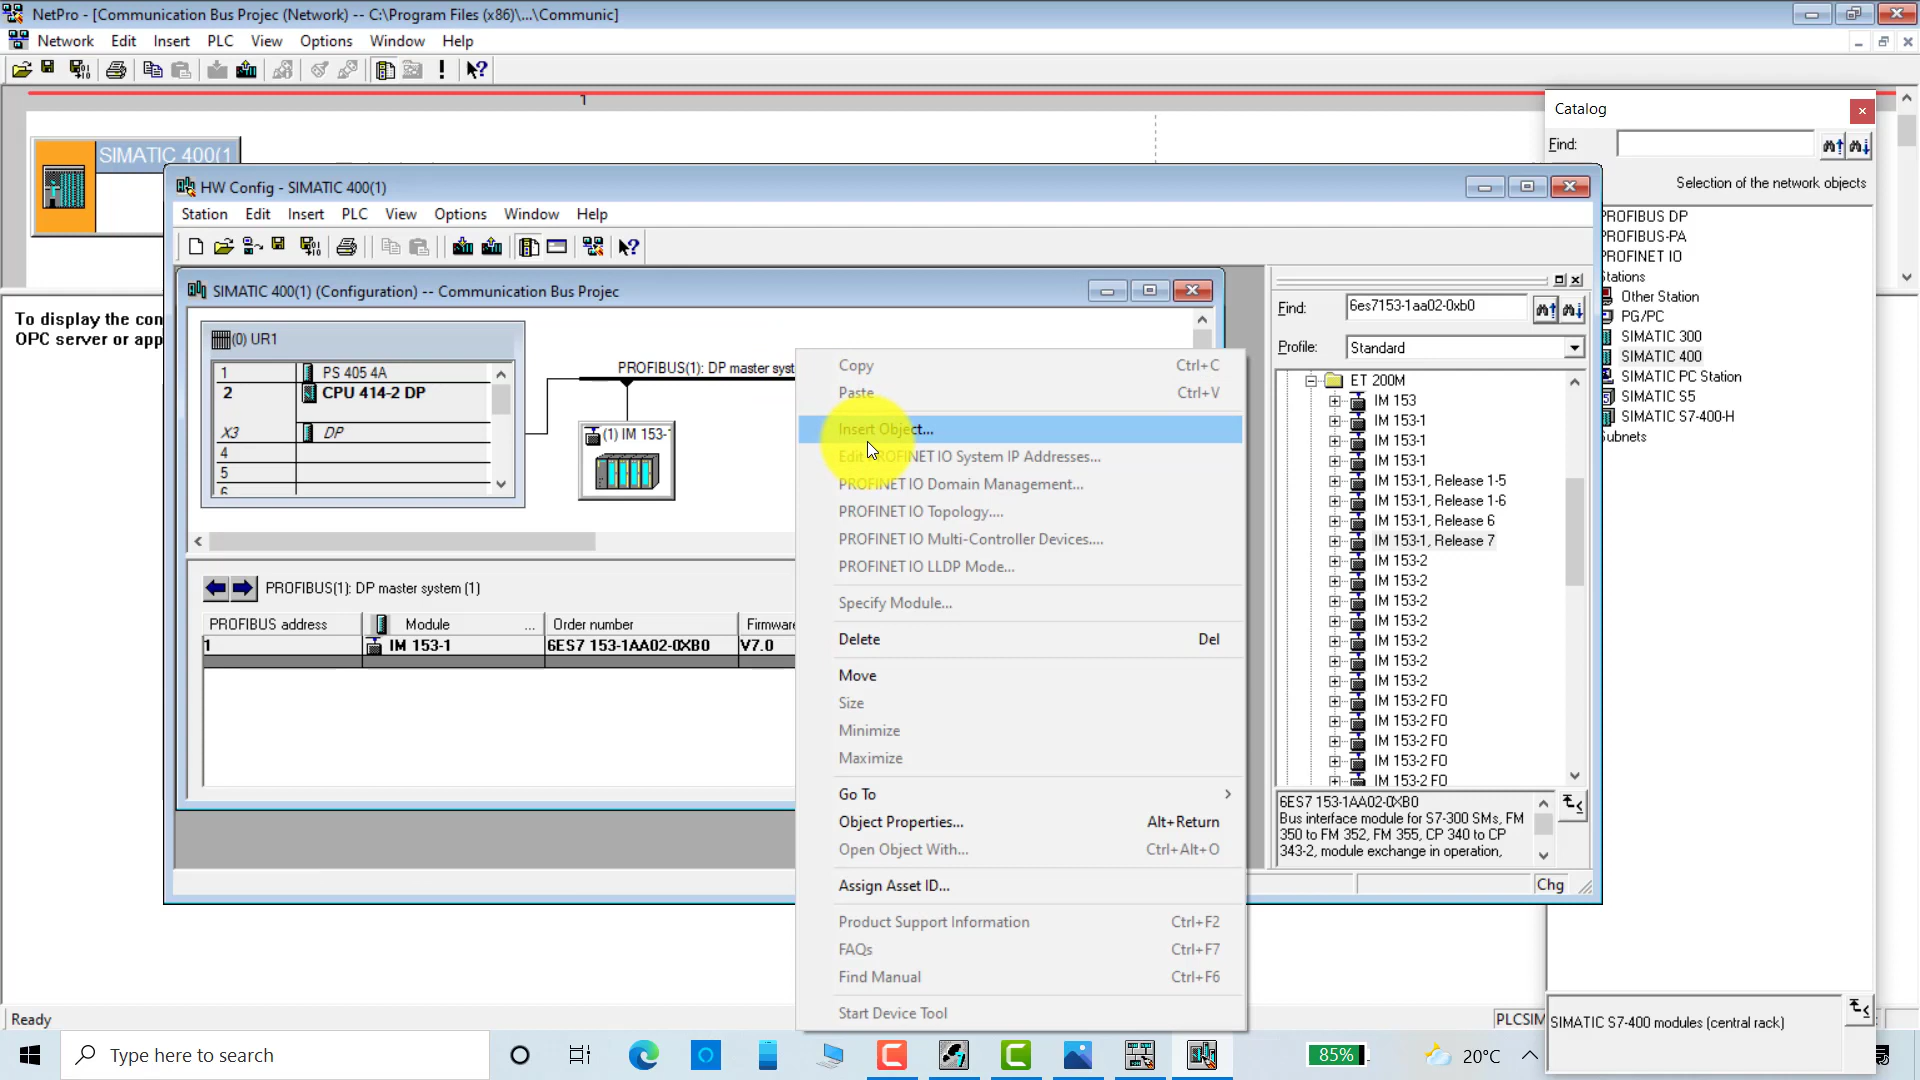 NetPro - [Communication Bus Projec (Network) -- C:\Program Files (x86)\...\Communic]
Network Edit Insert PLC View Options Window Help
1
SIMATIC 400(1
To display the con
OPC server or app
HW Config - SIMATIC 400(1)
Station Edit Insert PLC View Options Window Help
SIMATIC 400(1) (Configuration) -- Communication Bus Projec
(0) UR1
1 PS 405 4A
2 CPU 414-2 DP
X3 DP
4
5
6
PROFIBUS(1): DP master syst
(1) IM 153-
PROFIBUS(1): DP master system (1)
PROFIBUS address Module ... Order number Firmware
1 IM 153-1 6ES7 153-1AA02-0XB0 V7.0
Copy Ctrl+C
Paste Ctrl+V
Insert Object...
Edit PROFINET IO System IP Addresses...
PROFINET IO Domain Management...
PROFINET IO Topology....
PROFINET IO Multi-Controller Devices....
PROFINET IO LLDP Mode...
Specify Module...
Delete Del
Move
Size
Minimize
Maximize
Go To
Object Properties... Alt+Return
Open Object With... Ctrl+Alt+O
Assign Asset ID...
Product Support Information Ctrl+F2
FAQs Ctrl+F7
Find Manual Ctrl+F6
Start Device Tool
Find: 6es7153-1aa02-0xb0
Profile: Standard
ET 200M
IM 153
IM 153-1
IM 153-1
IM 153-1
IM 153-1, Release 1-5
IM 153-1, Release 1-6
IM 153-1, Release 6
IM 153-1, Release 7
IM 153-2
IM 153-2
IM 153-2
IM 153-2
IM 153-2
IM 153-2
IM 153-2
IM 153-2 FO
IM 153-2 FO
IM 153-2 FO
IM 153-2 FO
IM 153-2 FO
6ES7 153-1AA02-0XB0
Bus interface module for S7-300 SMs, FM
350 to FM 352, FM 355, CP 340 to CP
343-2, module exchange in operation,
Chg
Catalog
Find:
Selection of the network objects
PROFIBUS DP
PROFIBUS-PA
PROFINET IO
Stations
Other Station
PG/PC
SIMATIC 300
SIMATIC 400
SIMATIC PC Station
SIMATIC S5
SIMATIC S7-400-H
Subnets
SIMATIC S7-400 modules (central rack)
Ready
PLCSIM
Type here to search
85%
20°C